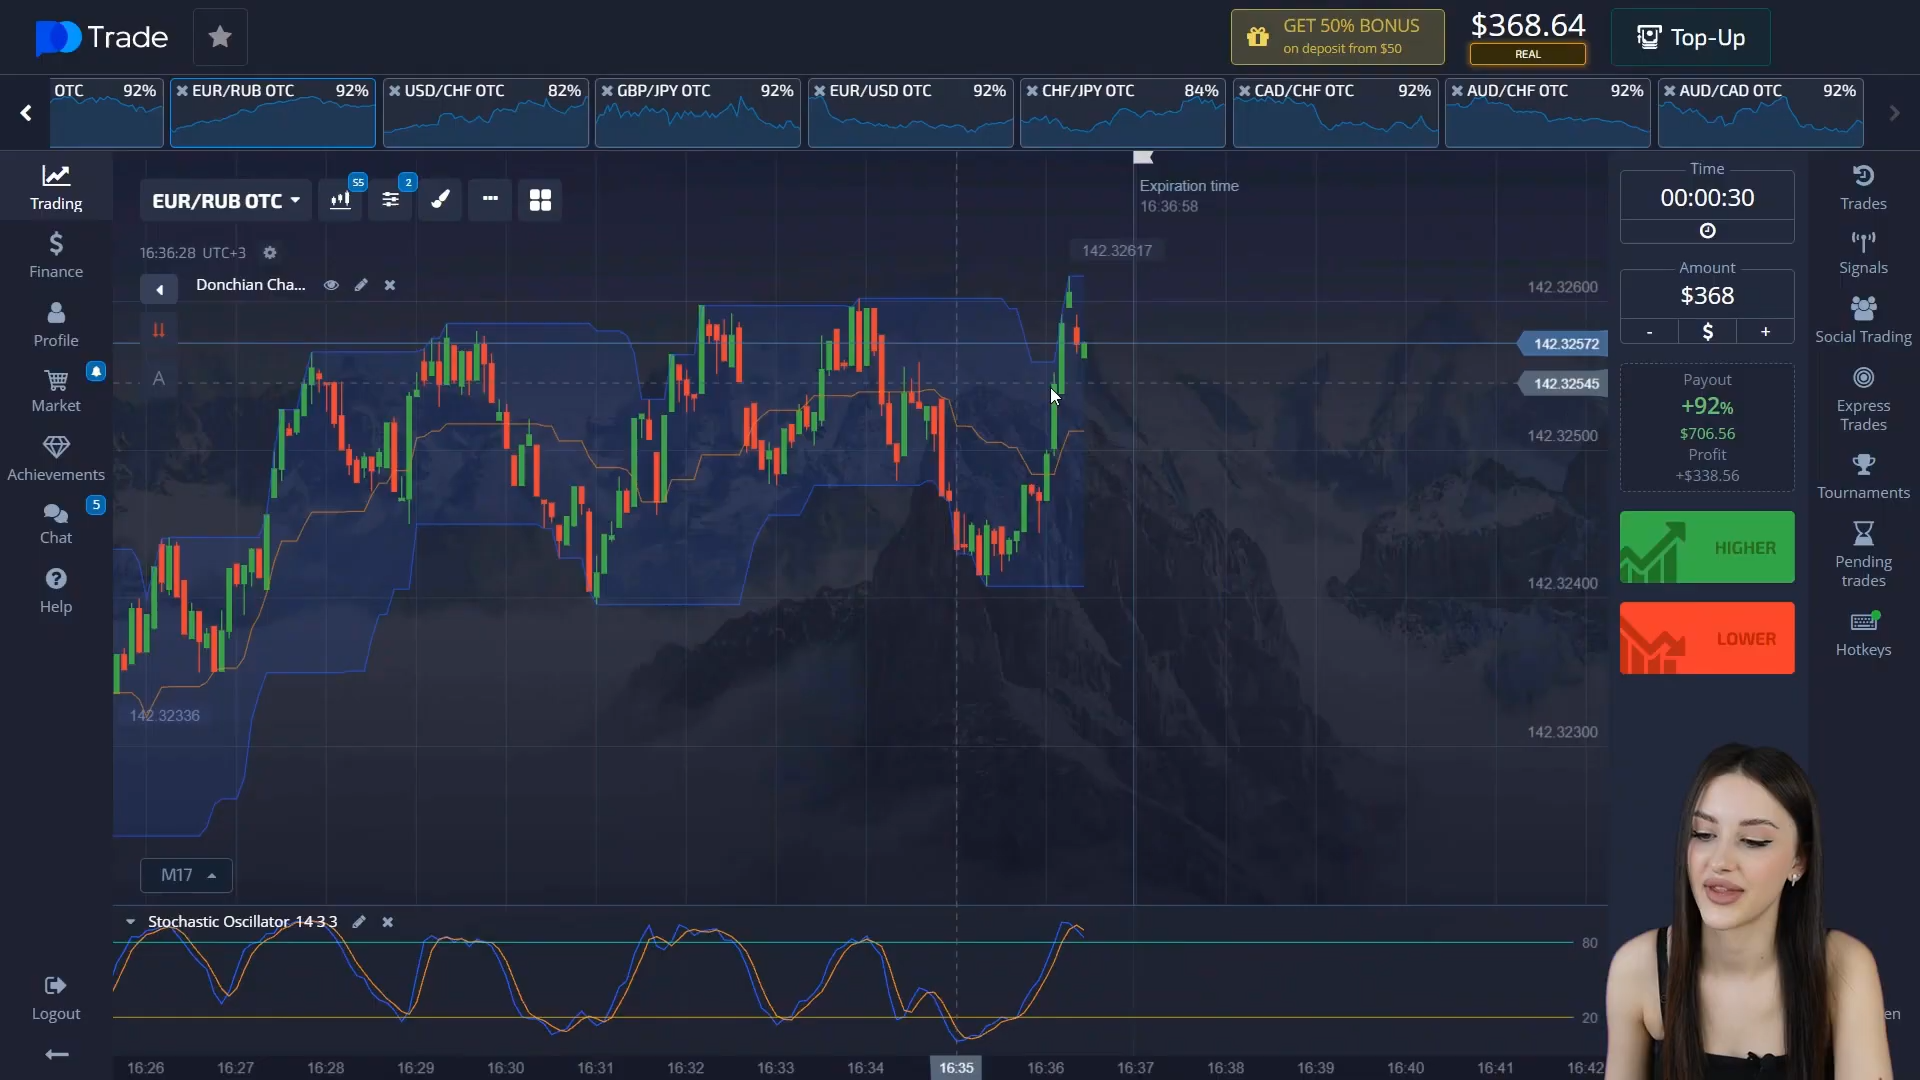 Trade
GET 50% BONUS
on deposit from $50
$368.64
REAL
Top-Up
OTC 92%
EUR/RUB OTC 92%
USD/CHF OTC 82%
GBP/JPY OTC 92%
EUR/USD OTC 92%
CHF/JPY OTC 84%
CAD/CHF OTC 92%
AUD/CHF OTC 92%
AUD/CAD OTC 92%
Trading
Finance
Profile
Market
Achievements
5
Chat
Help
Logout
EUR/RUB OTC
S5
2
16:36:28 UTC+3
Donchian Cha...
A
Expiration time
16:36:58
142.32617
142.32600
142.32572
142.32545
142.32500
142.32400
142.32300
142.32336
M17
Stochastic Oscillator 14 3 3
80
20
16:26 16:27 16:28 16:29 16:30 16:31 16:32 16:33 16:34 16:35 16:36 16:37 16:38 16:39 16:40 16:41 16:42
Time
00:00:30
Amount
$368
- $ +
Payout
+92%
$706.56
Profit
+$338.56
HIGHER
LOWER
Trades
Signals
Social Trading
Express
Trades
Tournaments
Pending
trades
Hotkeys
en